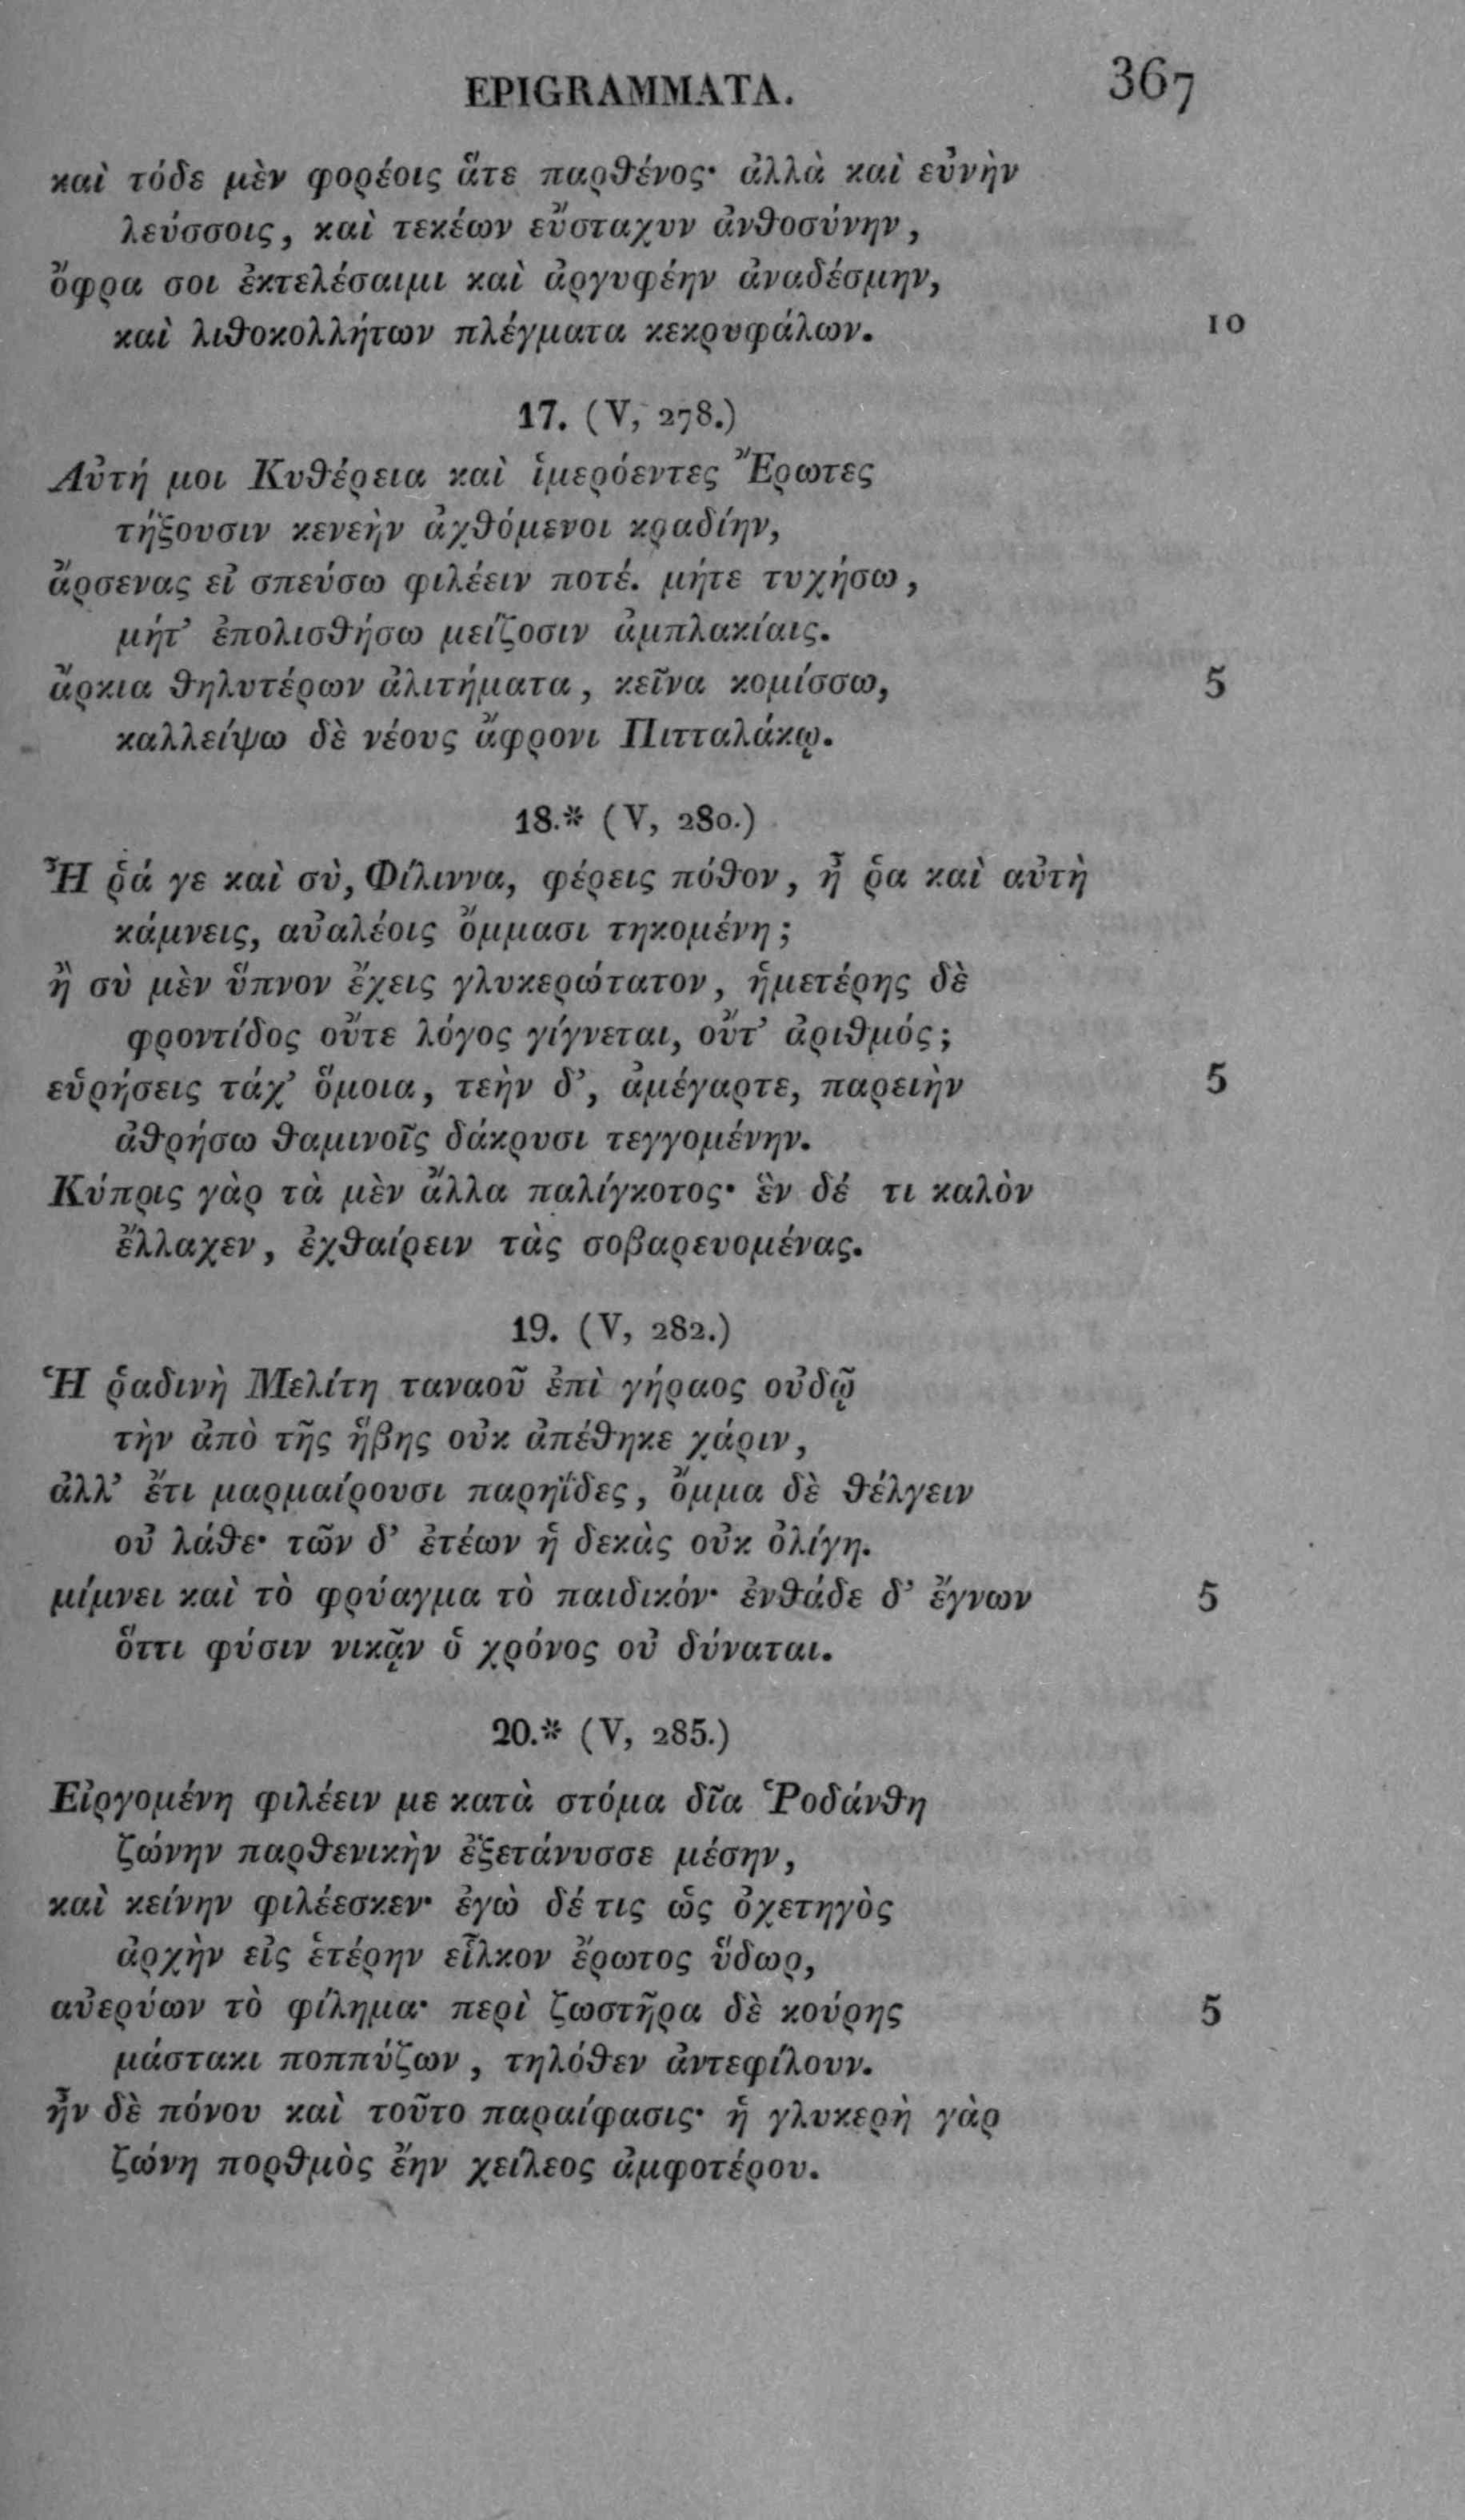 EPIGRAMMATA. 367
καὶ τόδε μὲν φορέοις ἅτε παρθένος· ἀλλὰ καὶ εὐνὴν
λεύσσοις, καὶ τεκέων εὔσταχυν ἀνθοσύνην,
ὄφρα σοι ἐκτελέσαιμι καὶ ἀργυφέην ἀναδέσμην,
καὶ λιθοκολλήτων πλέγματα κεκρυφάλων. 10
17. (V, 278.)
Αὐτή μοι Κυθέρεια καὶ ἱμερόεντες Ἔρωτες
τήξουσιν κενεὴν ἀχθόμενοι κραδίην,
ἄρσενας εἰ σπεύσω φιλέειν ποτέ. μήτε τυχήσω,
μήτ’ ἐπολισθήσω μείζοσιν ἀμπλακίαις.
ἄρκια θηλυτέρων ἀλιτήματα, κεῖνα κομίσσω, 5
καλλείψω δὲ νέους ἄφρονι Πιτταλάκῳ.
18.* (V, 280.)
Ἦ ῥά γε καὶ σὺ, Φίλιννα, φέρεις πόθον, ἦ ῥα καὶ αὐτὴ
κάμνεις, αὐαλέοις ὄμμασι τηκομένη;
ἢ σὺ μὲν ὕπνον ἔχεις γλυκερώτατον, ἡμετέρης δὲ
φροντίδος οὔτε λόγος γίγνεται, οὔτ’ ἀριθμός;
εὑρήσεις τάχ’ ὅμοια, τεὴν δ’, ἀμέγαρτε, παρειὴν 5
ἀθρήσω θαμινοῖς δάκρυσι τεγγομένην.
Κύπρις γὰρ τὰ μὲν ἄλλα παλίγκοτος· ἓν δέ τι καλὸν
ἔλλαχεν, ἐχθαίρειν τὰς σοβαρευομένας.
19. (V, 282.)
Ἡ ῥαδινὴ Μελίτη ταναοῦ ἐπὶ γήραος οὐδῷ
τὴν ἀπὸ τῆς ἥβης οὐκ ἀπέθηκε χάριν,
ἀλλ’ ἔτι μαρμαίρουσι παρηΐδες, ὄμμα δὲ θέλγειν
οὐ λάθε· τῶν δ’ ἐτέων ἡ δεκὰς οὐκ ὀλίγη.
μίμνει καὶ τὸ φρύαγμα τὸ παιδικόν· ἐνθάδε δ’ ἔγνων 5
ὅττι φύσιν νικᾷν ὁ χρόνος οὐ δύναται.
20.* (V, 285.)
Εἰργομένη φιλέειν με κατὰ στόμα δῖα Ῥοδάνθη
ζώνην παρθενικὴν ἐξετάνυσσε μέσην,
καὶ κείνην φιλέεσκεν· ἐγὼ δέ τις ὡς ὀχετηγὸς
ἀρχὴν εἰς ἑτέρην εἷλκον ἔρωτος ὕδωρ,
αὐερύων τὸ φίλημα· περὶ ζωστῆρα δὲ κούρης 5
μάστακι ποππύζων, τηλόθεν ἀντεφίλουν.
ἦν δὲ πόνου καὶ τοῦτο παραίφασις· ἡ γλυκερὴ γὰρ
ζώνη πορθμὸς ἔην χείλεος ἀμφοτέρου.